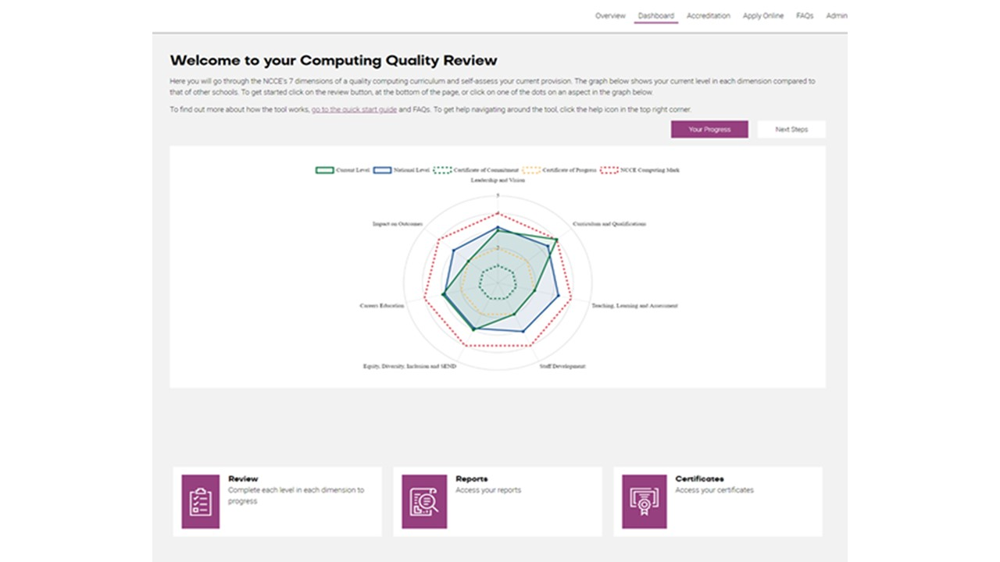 Overview Dashboard Accreditation Apply Online FAQs Admin
Welcome to your Computing Quality Review
Here you will go through the NCCE's 7 dimensions of a quality computing curriculum and self-assess your current provision. The graph below shows your current level in each dimension compared to
that of other schools. To get started click on the review button, at the bottom of the page, or click on one of the dots on an aspect in the graph below.
To find out more about how the tool works, go to the quick start guide and FAQs. To get help navigating around the tool, click the help icon in the top right corner.
Your Progress Next Steps
Current Level National Level Certificate of Commitment Certificate of Progress NCCE Computing Mark
Leadership and Vision
5
Impact on Outcomes Curriculum and Qualifications
2
1
Careers Education Teaching, Learning and Assessment
Equity, Diversity, Inclusion and SEND Staff Development
Review
Complete each level in each dimension to
progress
Reports
Access your reports
Certificates
Access your certificates